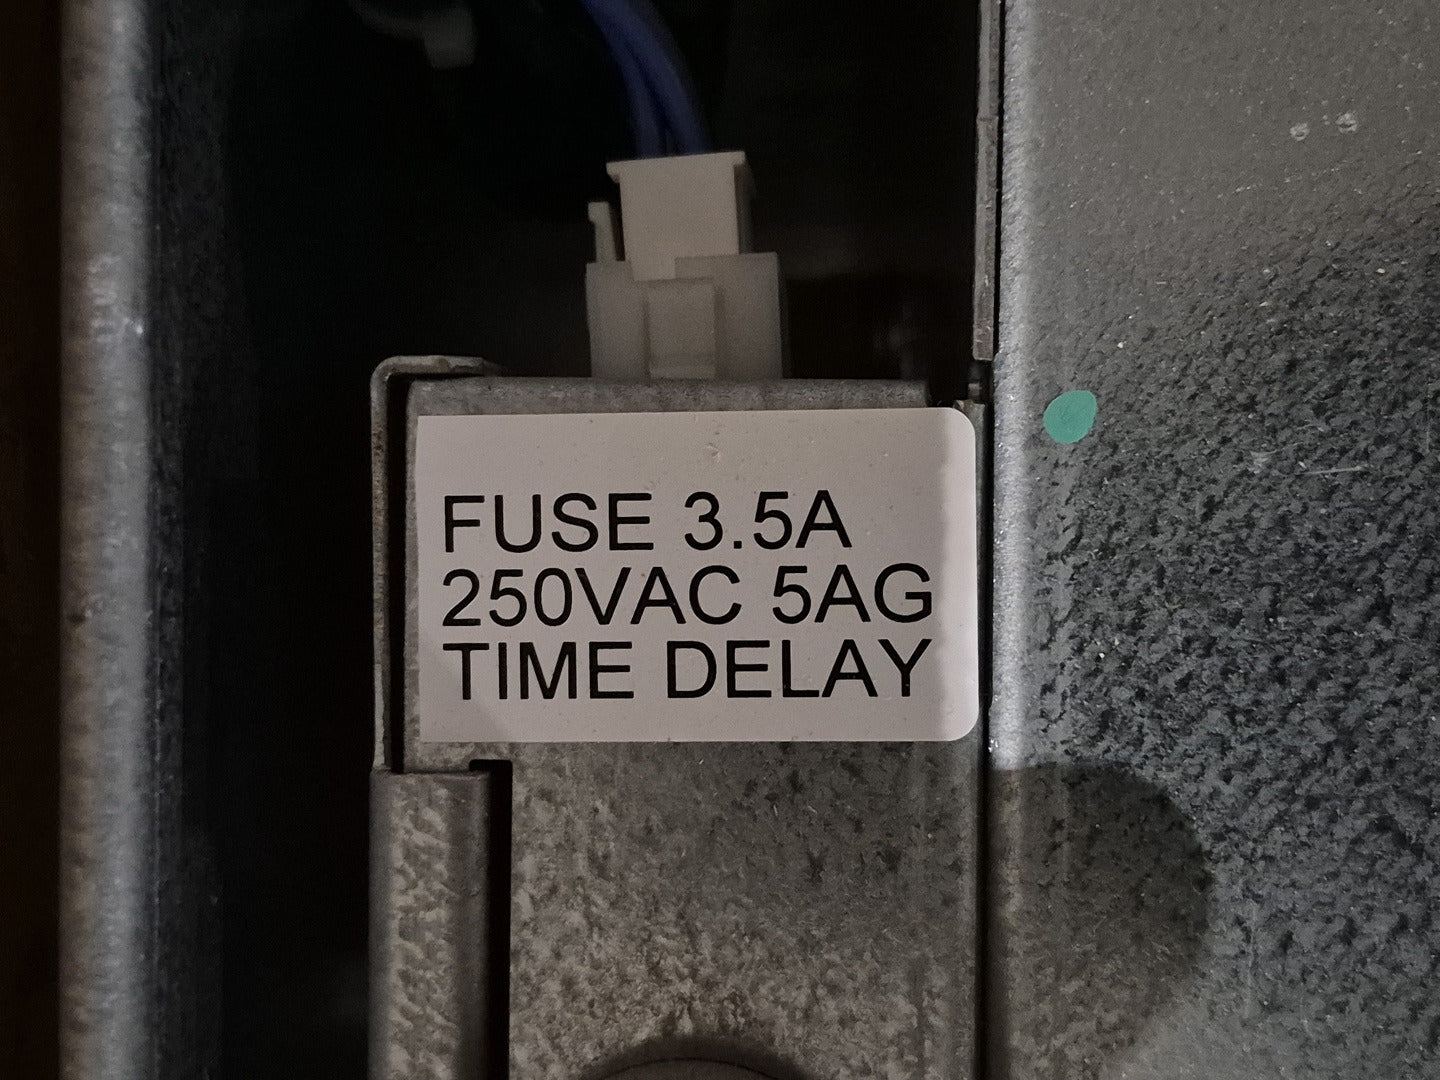 FUSE 3.5A
250VAC 5AG
TIME DELAY